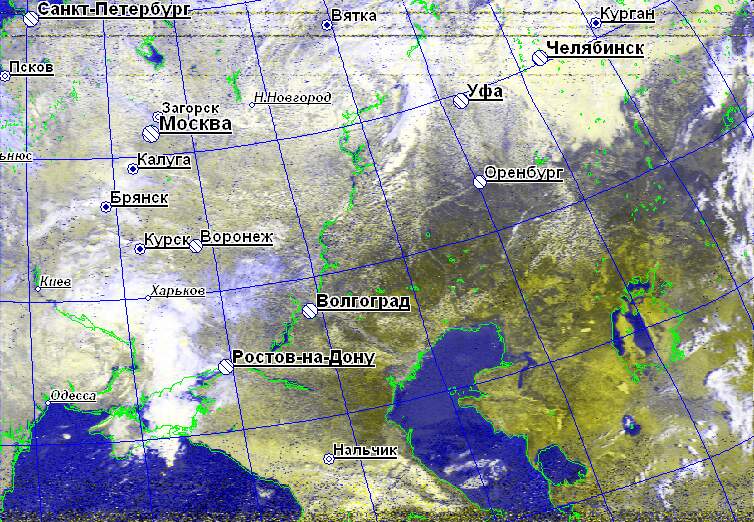 Санкт-Петербург
Вятка
Курган
Челябинск
Псков
Уфа
Н.Новгород
Загорск
Москва
ьнюс
Калуга
Оренбург
Брянск
Курск
Воронеж
Киев
Харьков
Волгоград
Ростов-на-Дону
Одесса
Нальчик